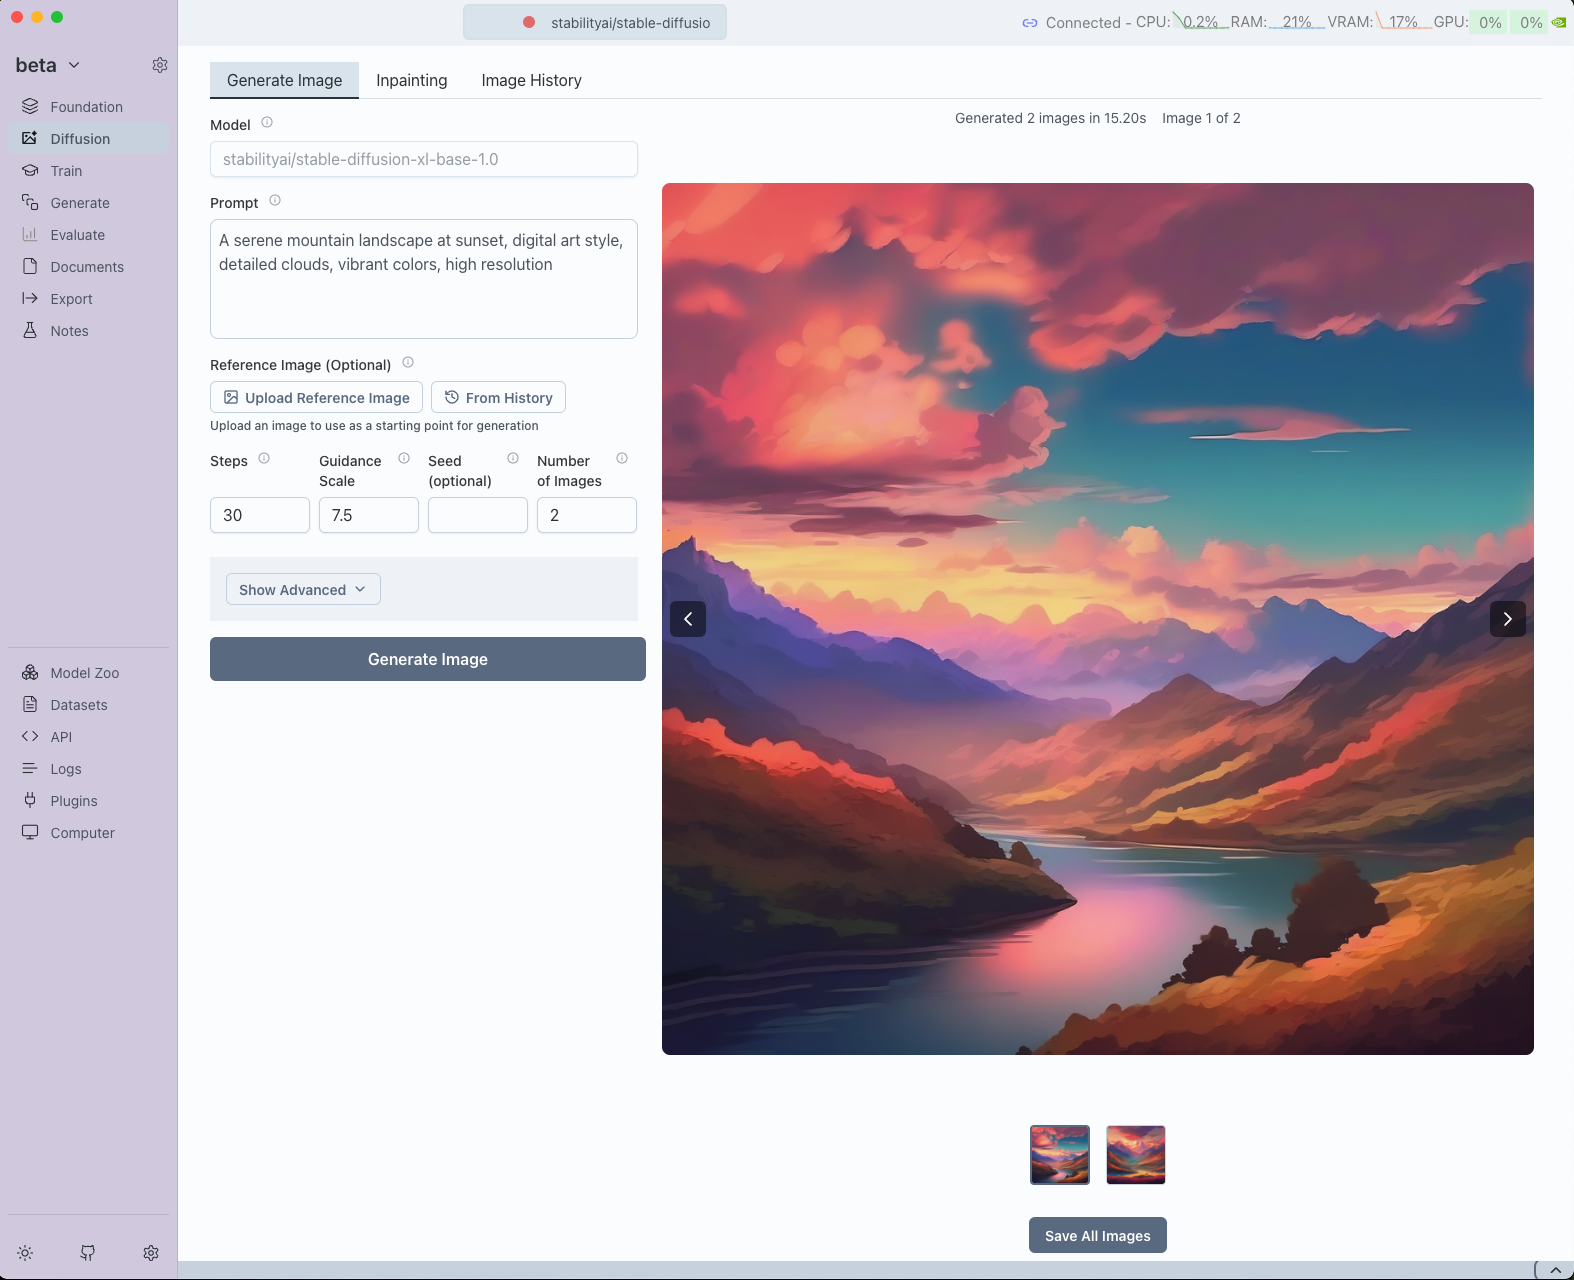 stabilityai/stable-diffusio
Connected - CPU: 0.2% RAM: 21% VRAM: 17% GPU: 0% 0%
beta
Foundation
Diffusion
Train
Generate
Evaluate
Documents
Export
Notes
Model Zoo
Datasets
API
Logs
Plugins
Computer
Generate Image Inpainting Image History
Model
stabilityai/stable-diffusion-xl-base-1.0
Prompt
A serene mountain landscape at sunset, digital art style,
detailed clouds, vibrant colors, high resolution
Reference Image (Optional)
Upload Reference Image From History
Upload an image to use as a starting point for generation
Steps
Guidance
Scale
Seed
(optional)
Number
of Images
30 7.5 2
Show Advanced
Generate Image
Generated 2 images in 15.20s Image 1 of 2
Save All Images